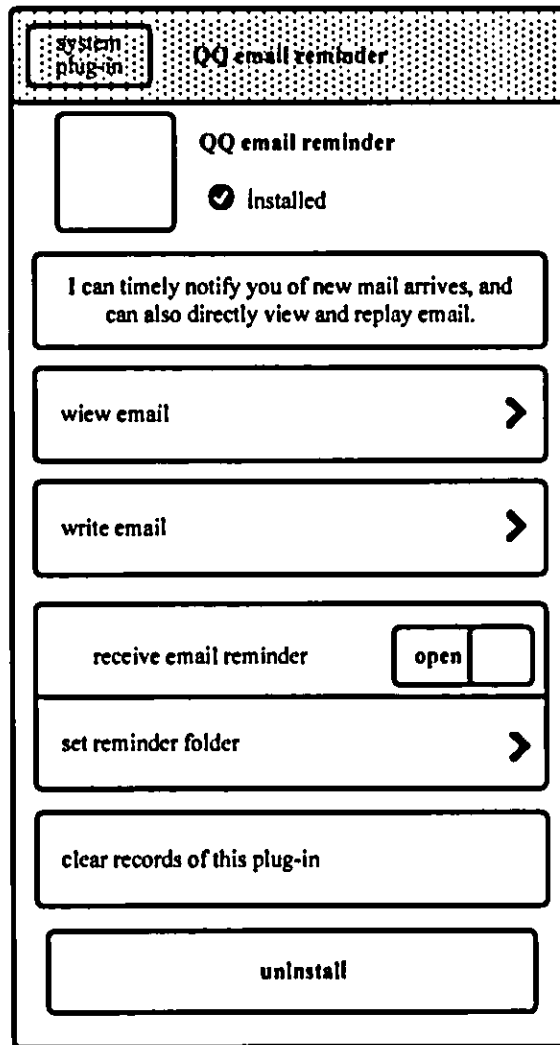 system
plug-in
QQ email reminder
QQ email reminder
Installed
I can timely notify you of new mail arrives, and
can also directly view and replay email.
wiew email
write email
receive email reminder
open
set reminder folder
clear records of this plug-in
uninstall